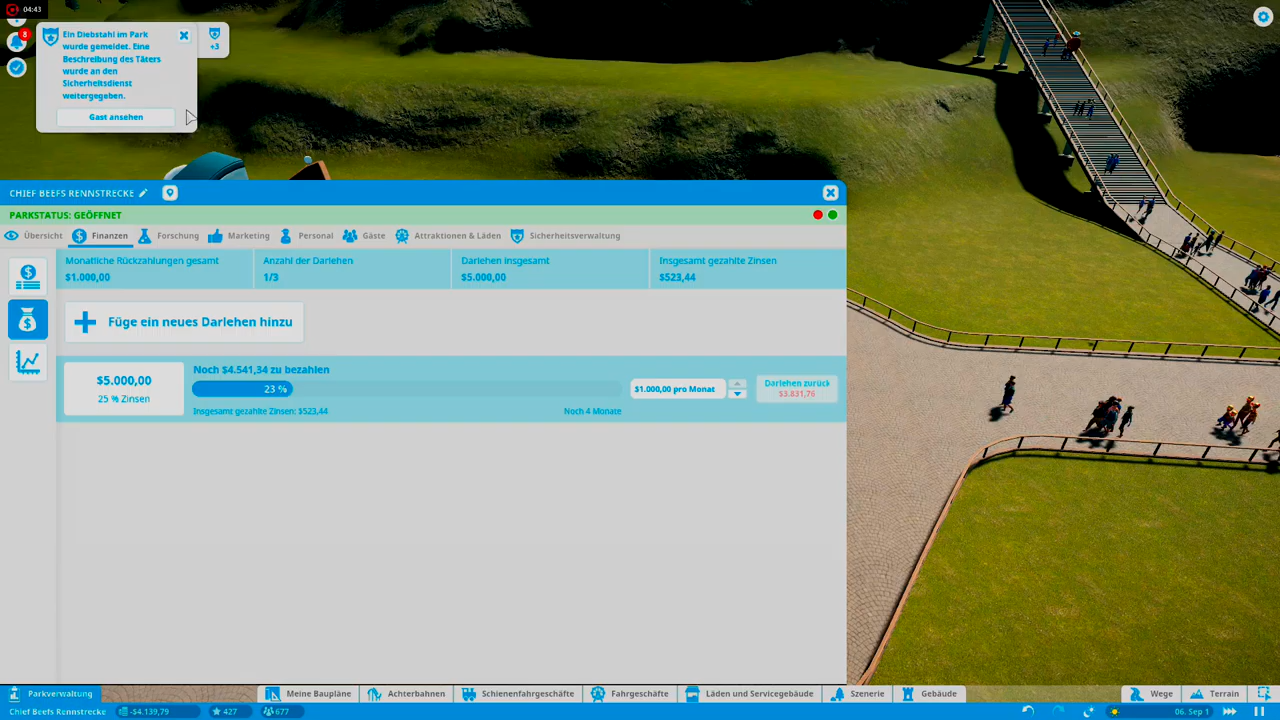 04:43
8
Ein Diebstahl im Park
wurde gemeldet. Eine
Beschreibung des Täters
wurde an den
Sicherheitsdienst
weitergegeben.
Gast ansehen
+3
CHIEF BEEFS RENNSTRECKE
PARKSTATUS: GEÖFFNET
Übersicht Finanzen Forschung Marketing Personal Gäste Attraktionen & Läden Sicherheitsverwaltung
Monatliche Rückzahlungen gesamt Anzahl der Darlehen Darlehen insgesamt Insgesamt gezahlte Zinsen
$1.000,00 1/3 $5.000,00 $523,44
Füge ein neues Darlehen hinzu
Noch $4.541,34 zu bezahlen
$5.000,00
25 % Zinsen
23 %
$1.000,00 pro Monat
Darlehen zurück
$3.831,76
Insgesamt gezahlte Zinsen: $523,44 Noch 4 Monate
Parkverwaltung Meine Baupläne Achterbahnen Schienenfahrgeschäfte Fahrgeschäfte Läden und Servicegebäude Szenerie Gebäude Wege Terrain
Chief Beefs Rennstrecke $-4.139,79 427 677 06. Sep 1